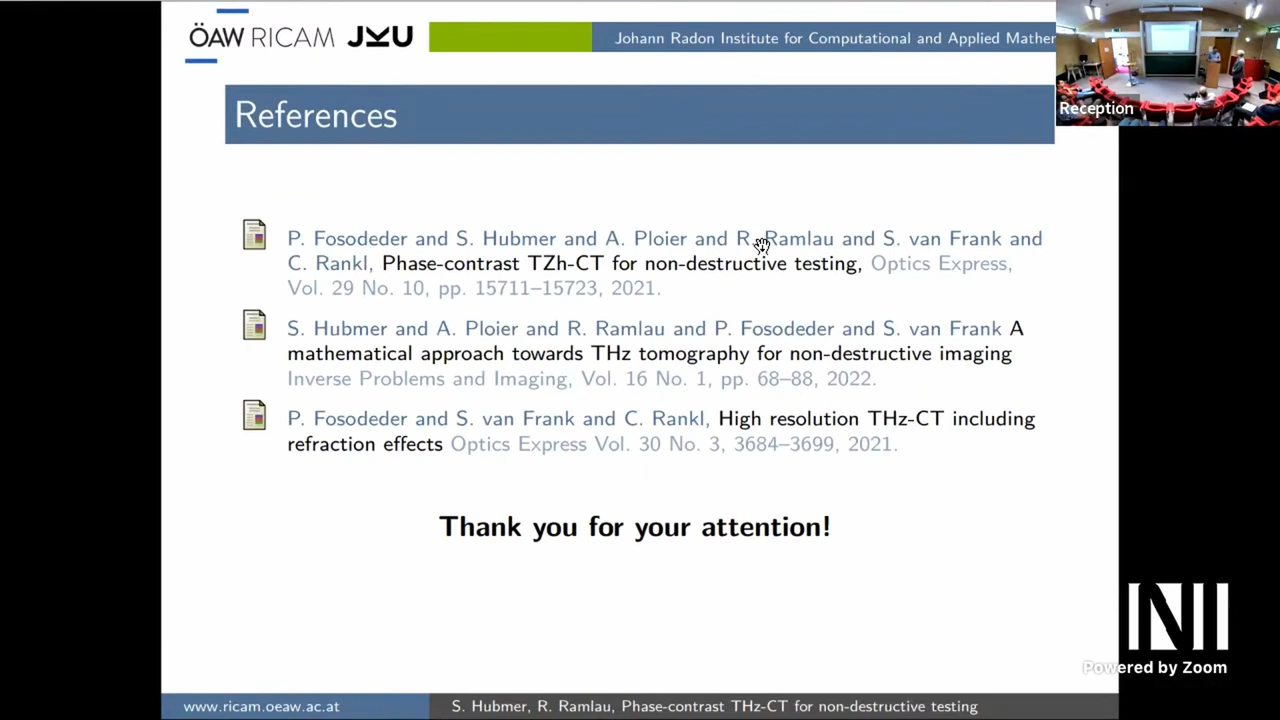 ÖAW RICAM JKU
Johann Radon Institute for Computational and Applied Mather
Reception
References
P. Fosodeder and S. Hubmer and A. Ploier and R. Ramlau and S. van Frank and
C. Rankl, Phase-contrast TZh-CT for non-destructive testing, Optics Express,
Vol. 29 No. 10, pp. 15711–15723, 2021.
S. Hubmer and A. Ploier and R. Ramlau and P. Fosodeder and S. van Frank A
mathematical approach towards THz tomography for non-destructive imaging
Inverse Problems and Imaging, Vol. 16 No. 1, pp. 68–88, 2022.
P. Fosodeder and S. van Frank and C. Rankl, High resolution THz-CT including
refraction effects Optics Express Vol. 30 No. 3, 3684–3699, 2021.
Thank you for your attention!
Powered by Zoom
www.ricam.oeaw.ac.at
S. Hubmer, R. Ramlau, Phase-contrast THz-CT for non-destructive testing